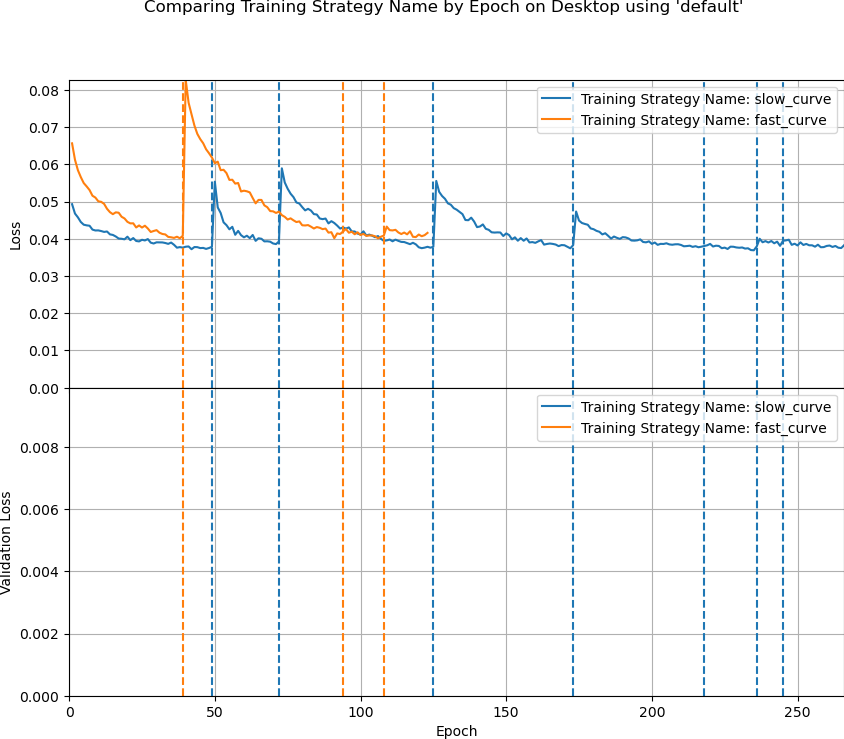 Comparing Training Strategy Name by Epoch on Desktop using 'default'
Loss
0.08
0.07
0.06
0.05
0.04
0.03
0.02
0.01
0.00
Training Strategy Name: slow_curve
Training Strategy Name: fast_curve
Validation Loss
0.008
0.006
0.004
0.002
0.000
Training Strategy Name: slow_curve
Training Strategy Name: fast_curve
0 50 100 150 200 250
Epoch